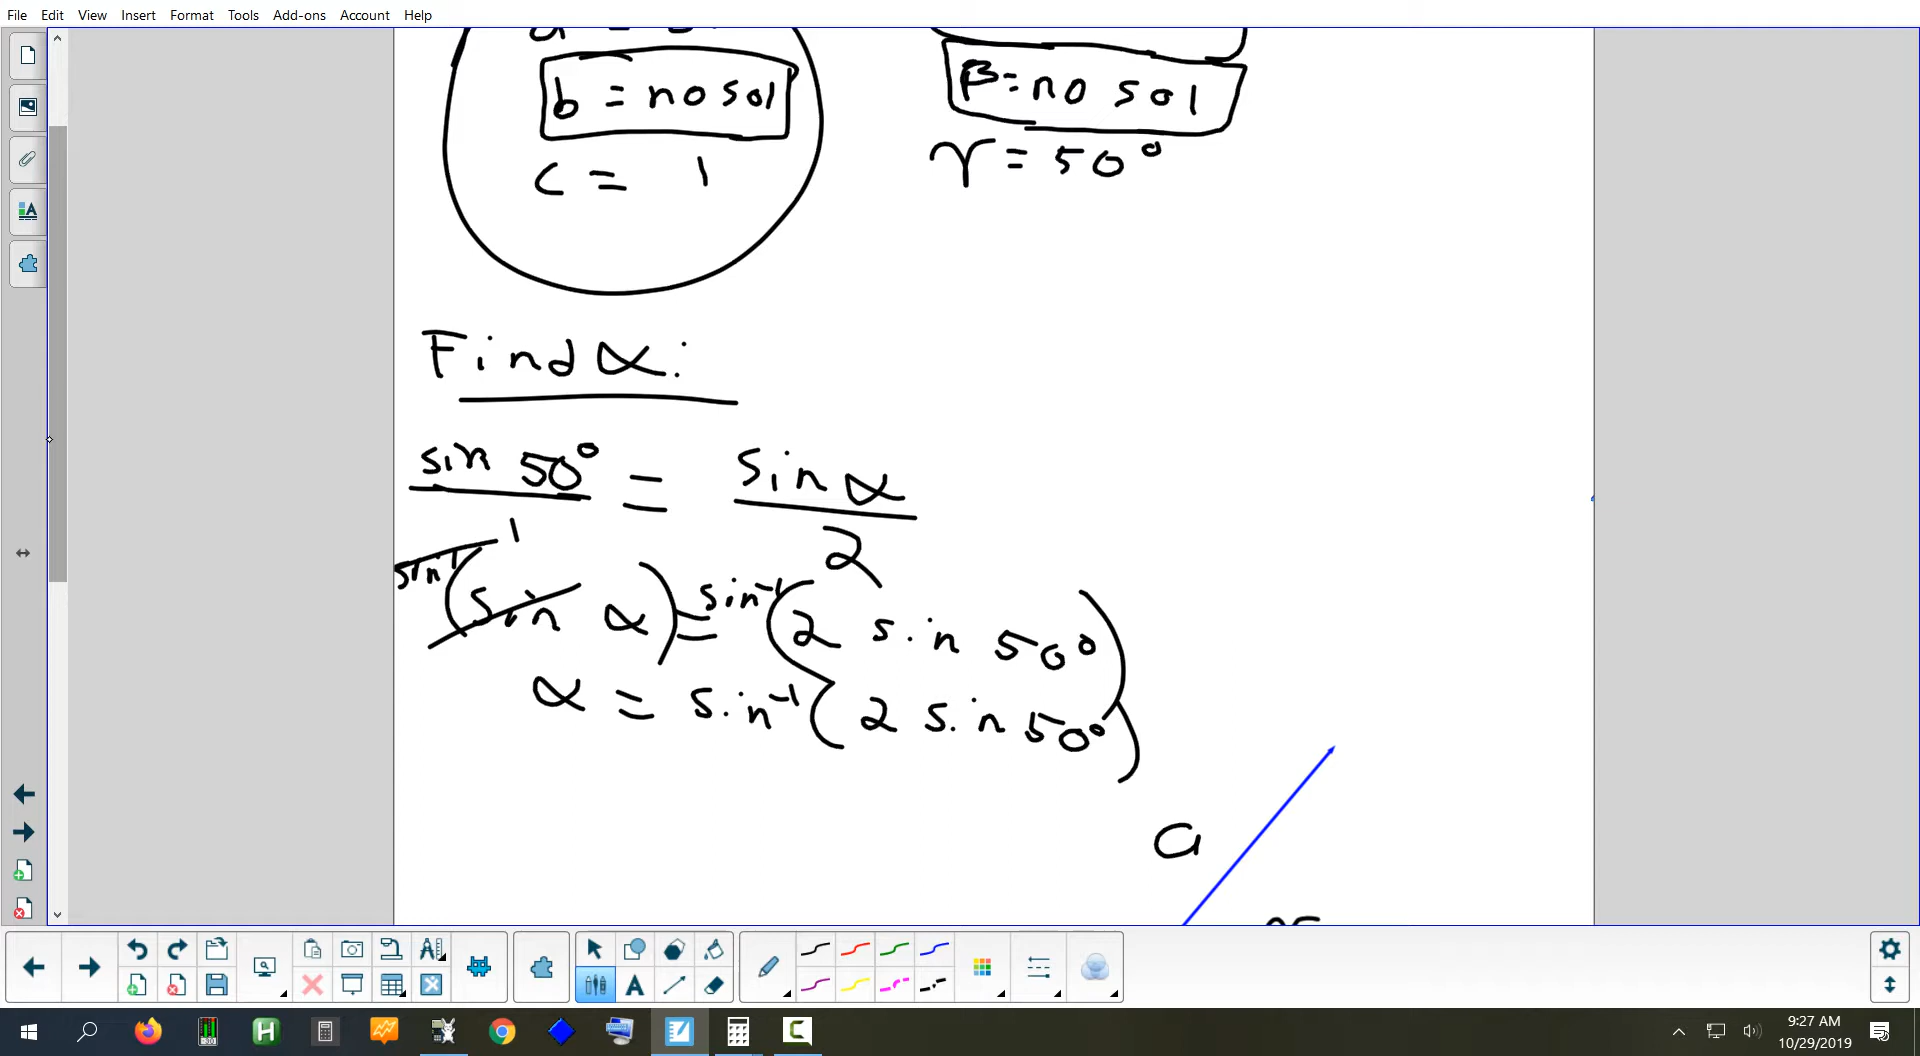 File Edit View Insert Format Tools Add-ons Account Help
b = no sol
β = no sol
c = 1
γ = 50°
Find α:
sin 50° / 1 = sin α / 2
sin⁻¹(sin α) = sin⁻¹(2 sin 50°)
α = sin⁻¹(2 sin 50°)
a
9:27 AM
10/29/2019